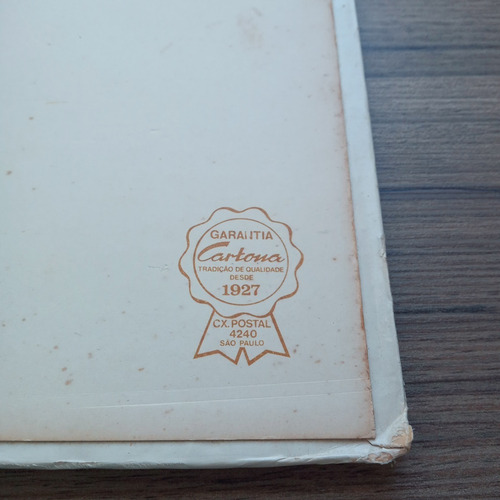 GARANTIA
Cartona
TRADIÇÃO DE QUALIDADE
DESDE
1927
CX. POSTAL
4240
SÃO PAULO